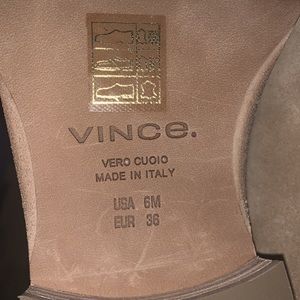 VINCE.
VERO CUOIO
MADE IN ITALY
USA 6M
EUR 36